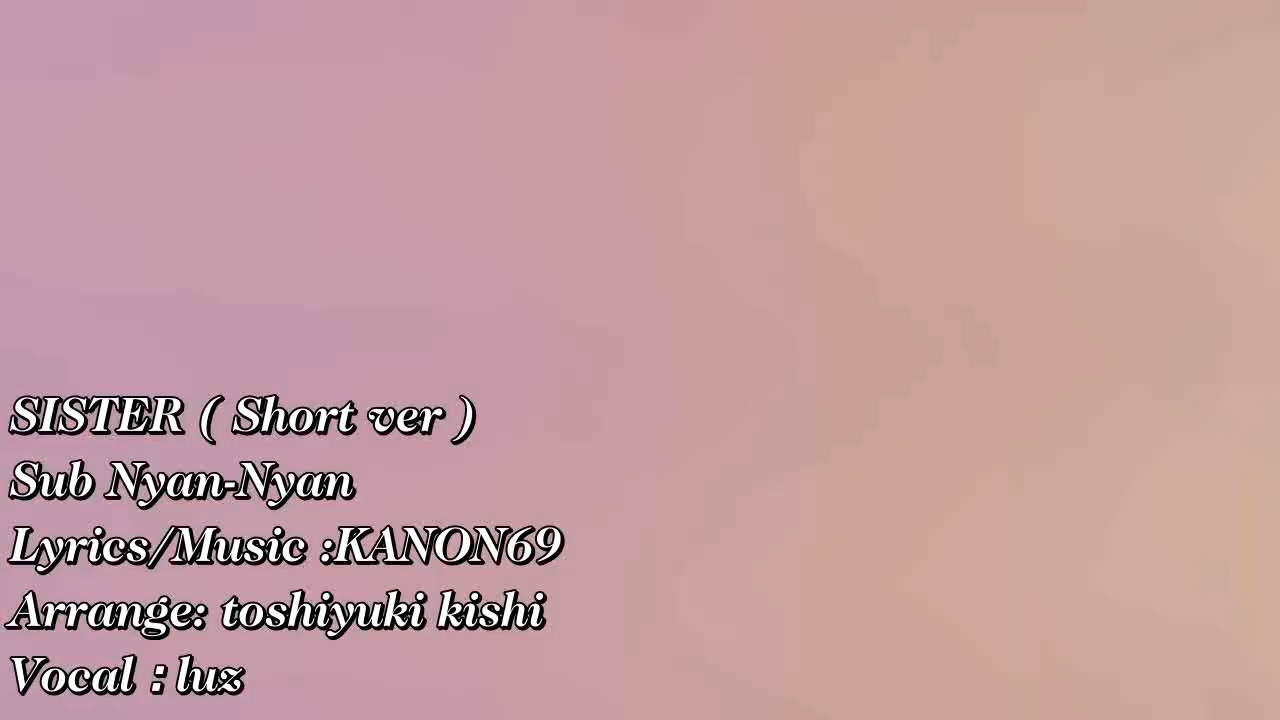 SISTER ( Short ver )
Sub Nyan-Nyan
Lyrics/Music :KANON69
Arrange: toshiyuki kishi
Vocal : luz